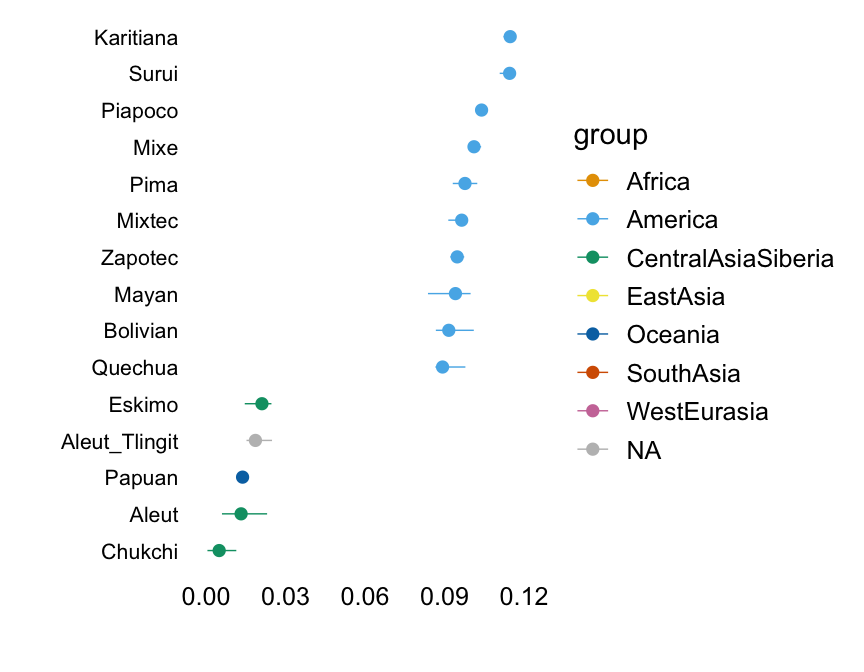 Karitiana
Surui
Piapoco
Mixe
Pima
Mixtec
Zapotec
Mayan
Bolivian
Quechua
Eskimo
Aleut_Tlingit
Papuan
Aleut
Chukchi
0.00 0.03 0.06 0.09 0.12
group
Africa
America
CentralAsiaSiberia
EastAsia
Oceania
SouthAsia
WestEurasia
NA